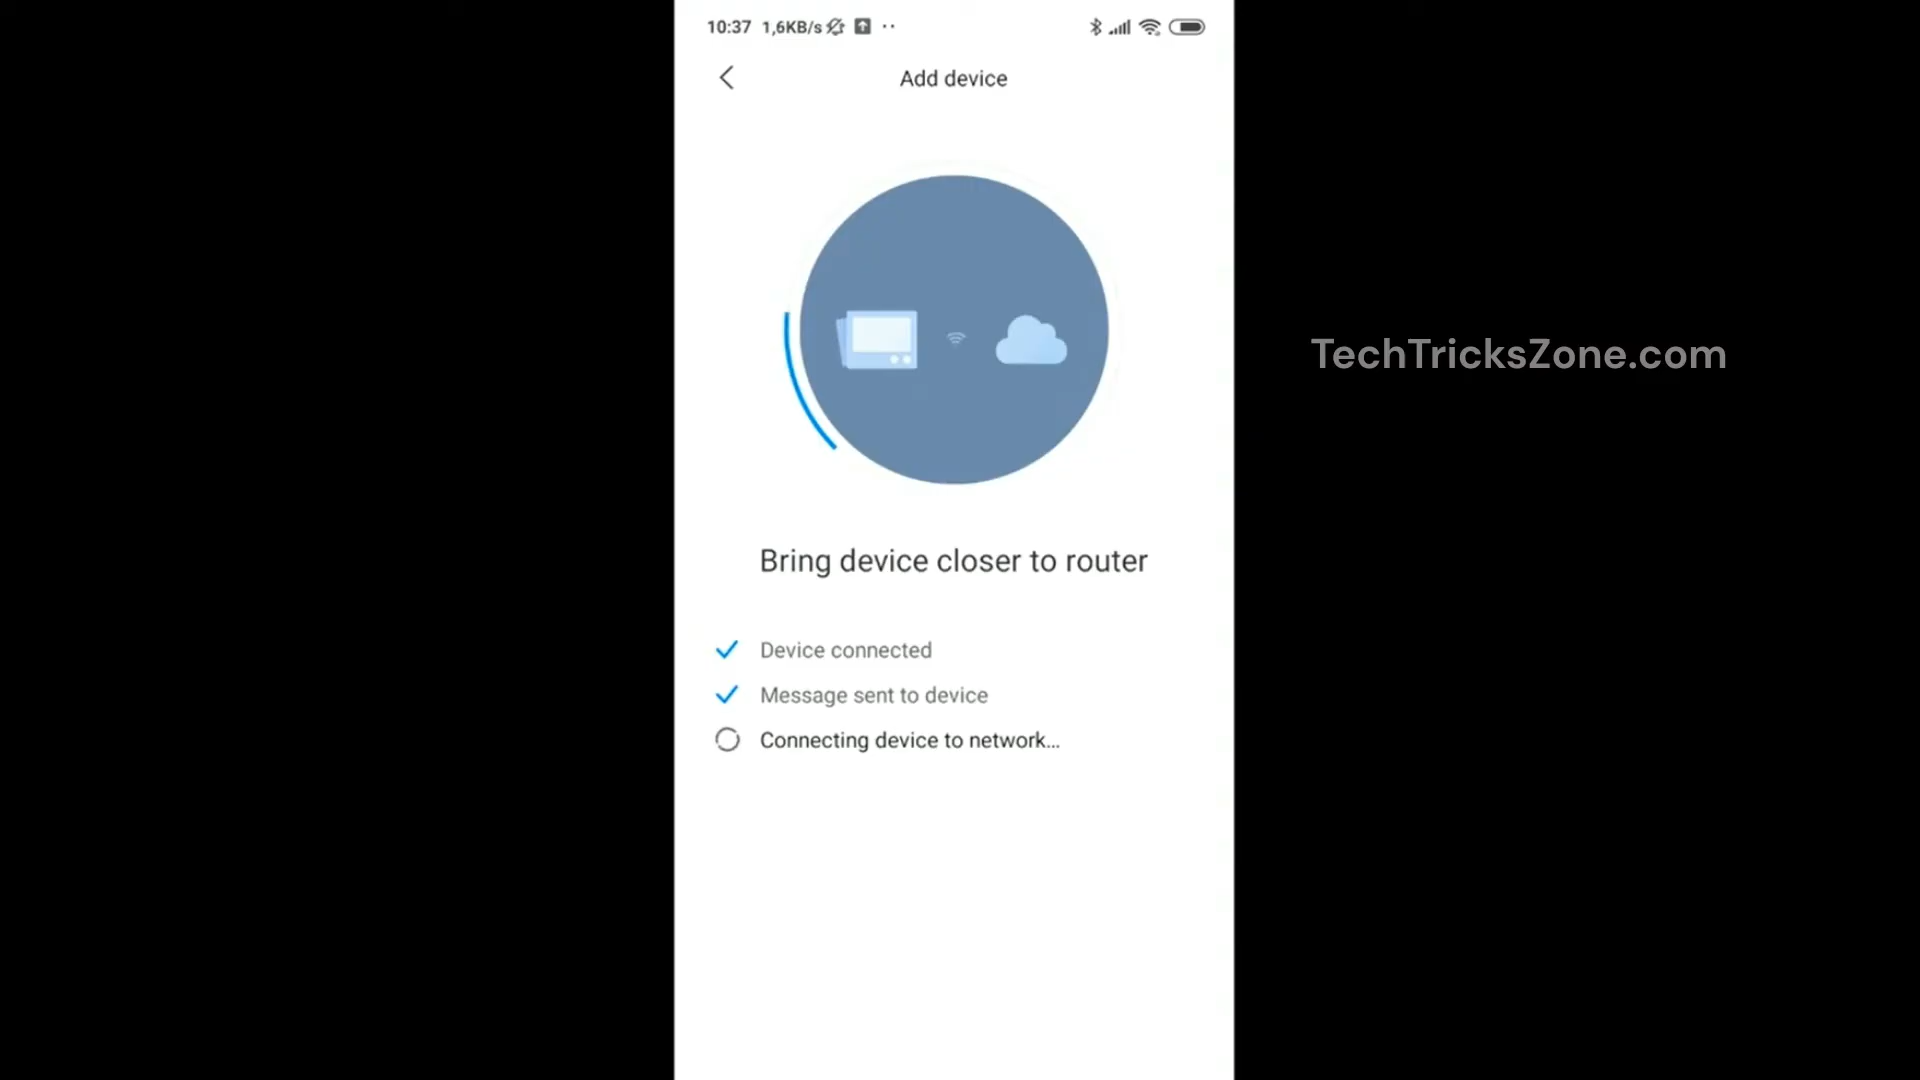 10:37 1,6KB/s
Add device
TechTricksZone.com
Bring device closer to router
Device connected
Message sent to device
Connecting device to network...